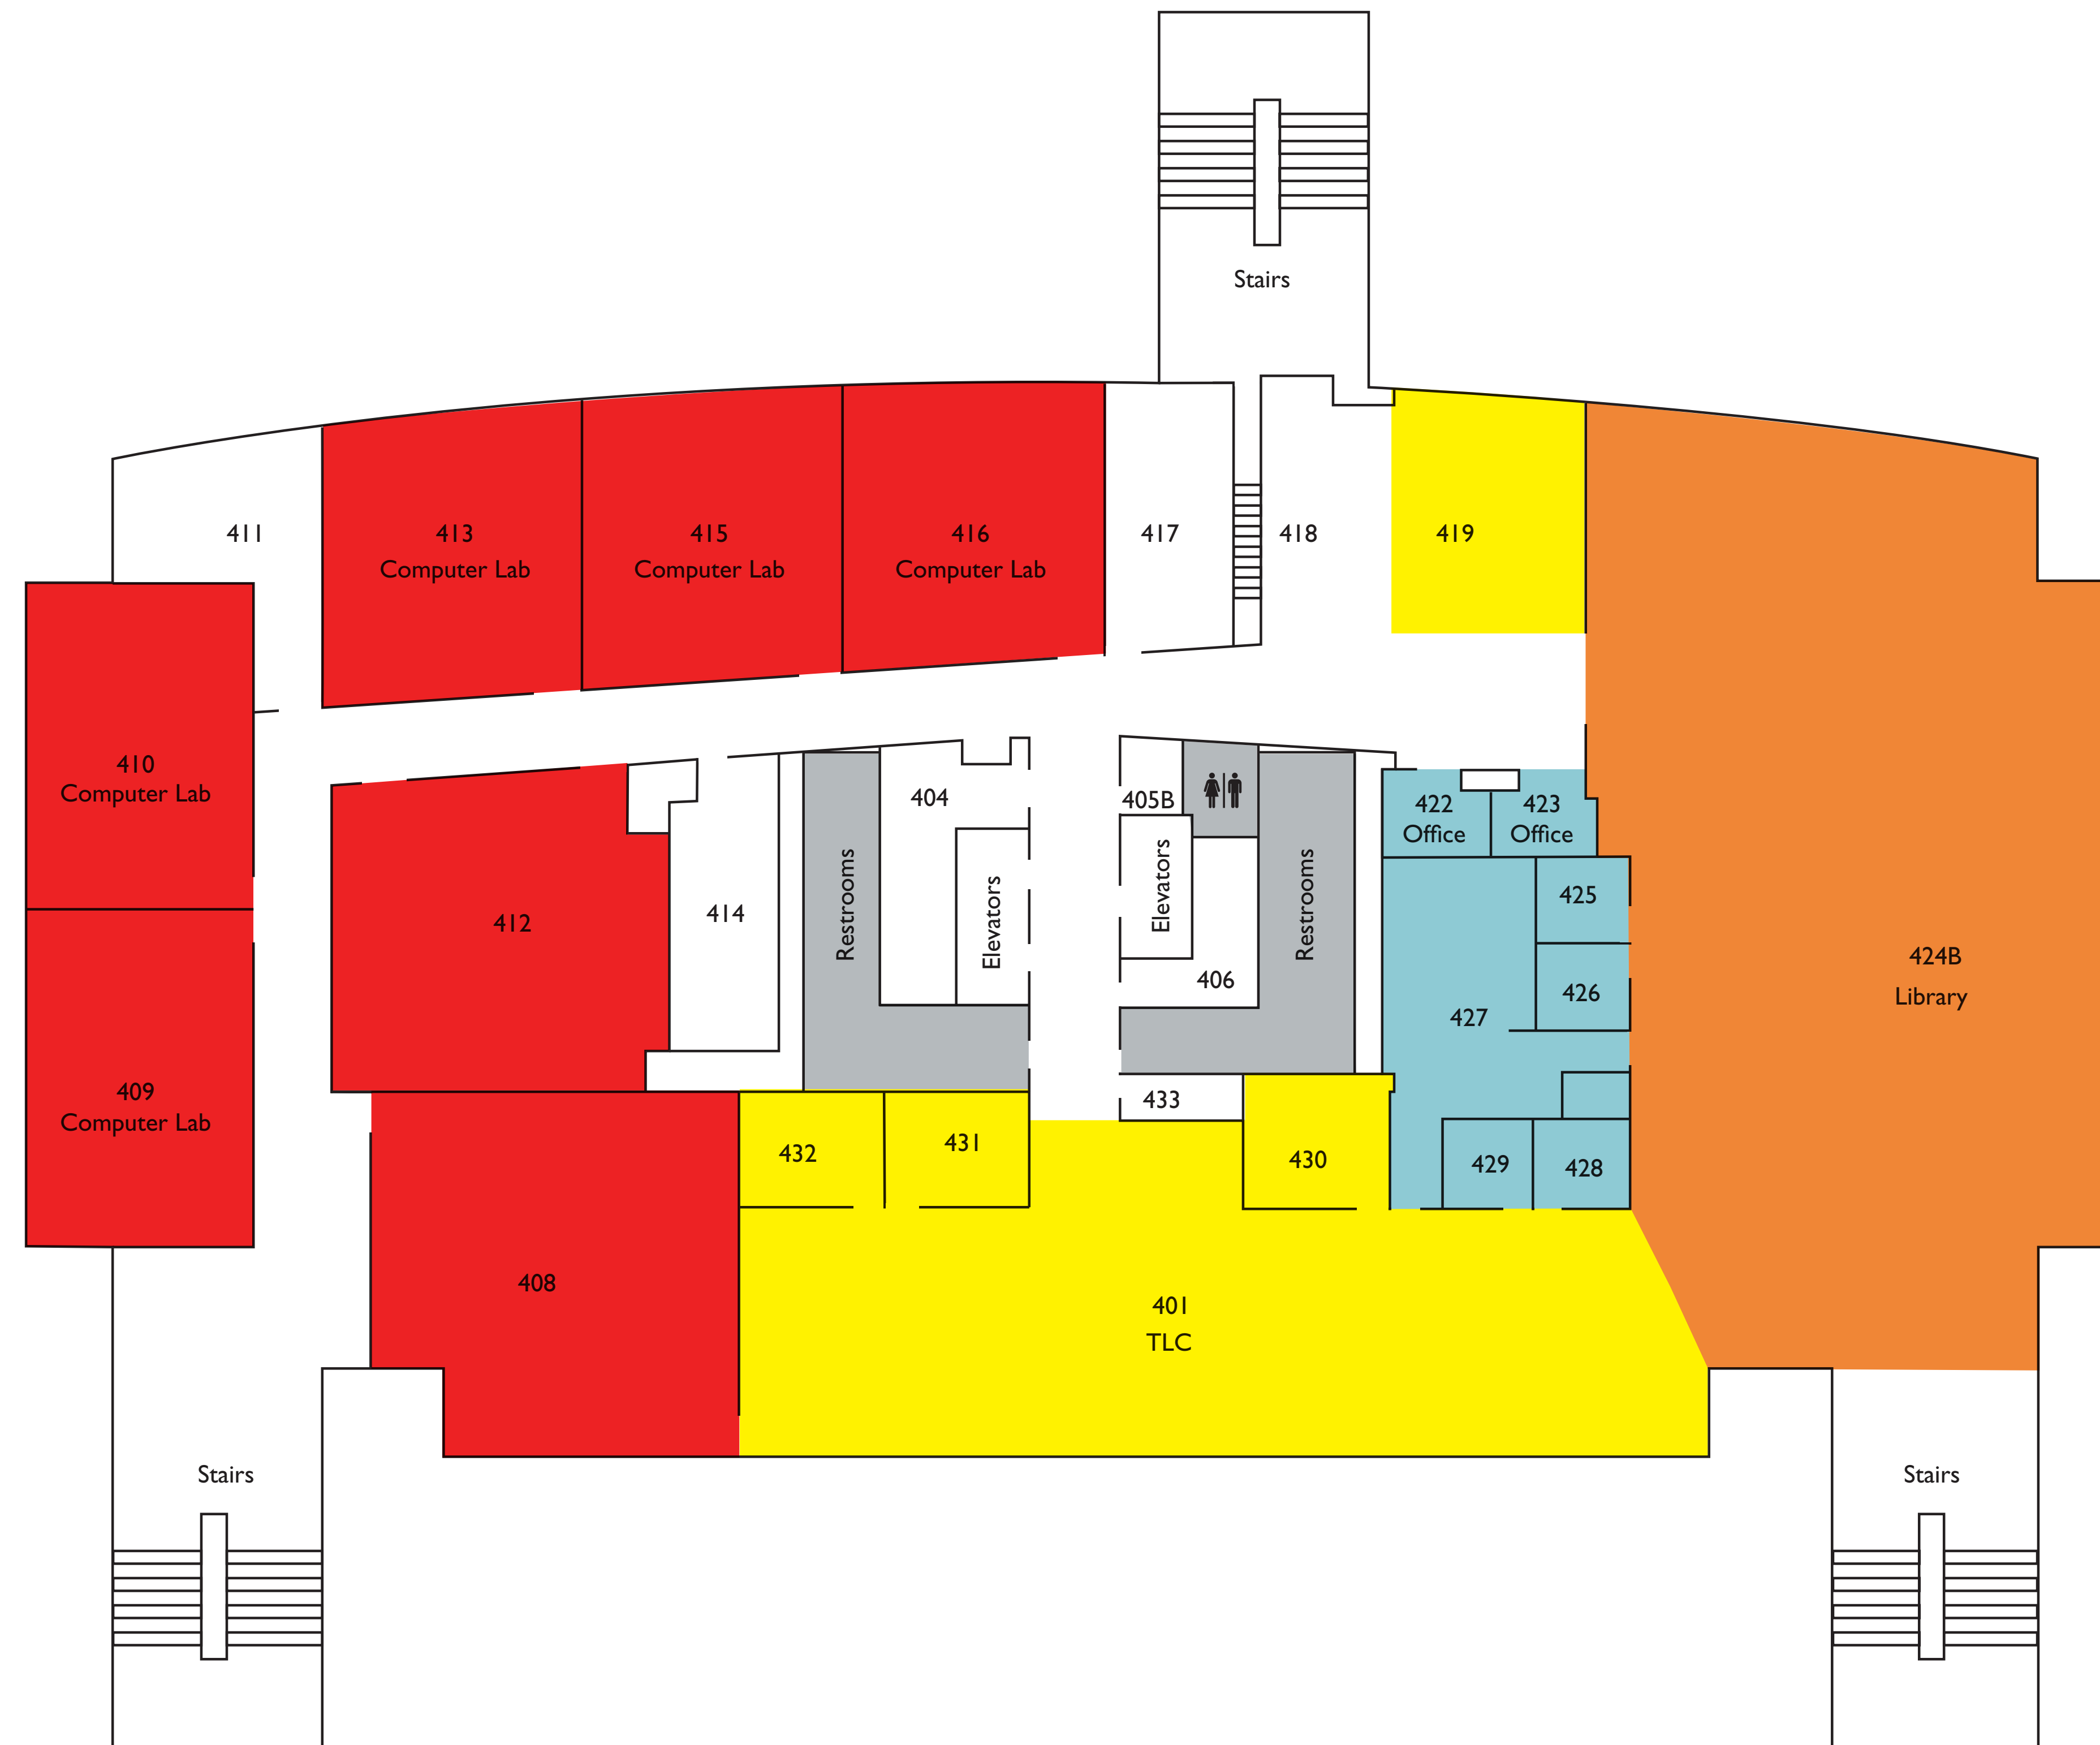 Stairs
411
413
Computer Lab
415
Computer Lab
416
Computer Lab
417
418
419
410
Computer Lab
404
405B
422
Office
423
Office
412
414
Restrooms
Elevators
Elevators
Restrooms
425
406
426
427
424B
Library
409
Computer Lab
432
431
433
430
429
428
408
401
TLC
Stairs
Stairs